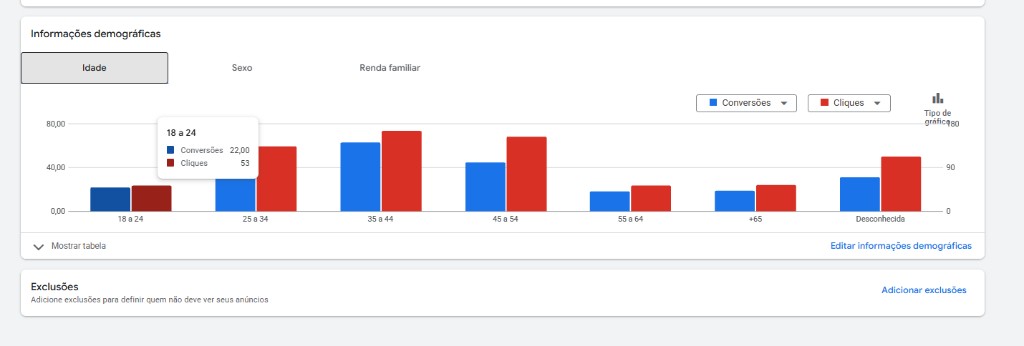 Informações demográficas
Idade Sexo Renda familiar
Conversões Cliques
Tipo de
gráfico
80,00 180
18 a 24
Conversões 22,00
Cliques 53
40,00 90
0,00 0
18 a 24 25 a 34 35 a 44 45 a 54 55 a 64 +65 Desconhecida
Mostrar tabela Editar informações demográficas
Exclusões
Adicione exclusões para definir quem não deve ver seus anúncios
Adicionar exclusões